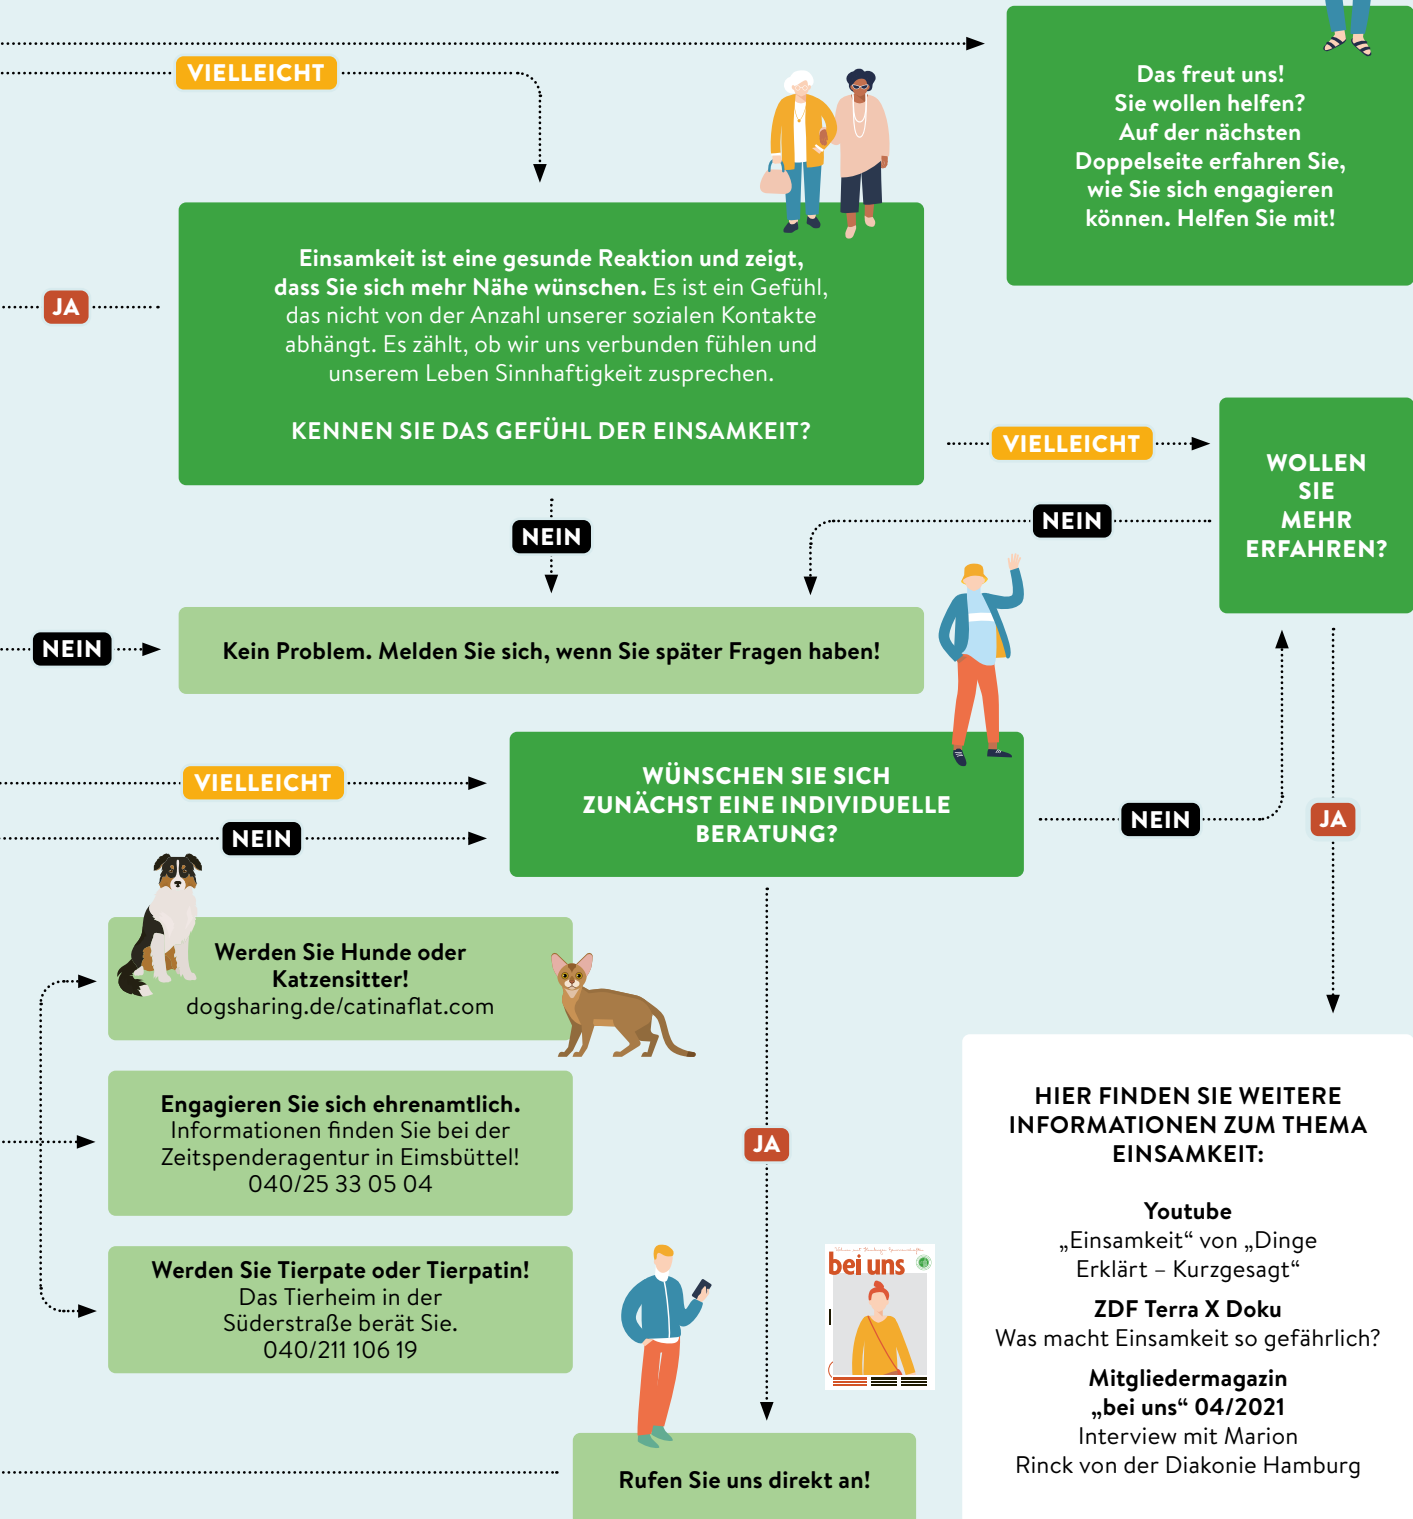 VIELLEICHT
Das freut uns!
Sie wollen helfen?
Auf der nächsten
Doppelseite erfahren Sie,
wie Sie sich engagieren
können. Helfen Sie mit!
Einsamkeit ist eine gesunde Reaktion und zeigt,
dass Sie sich mehr Nähe wünschen. Es ist ein Gefühl,
das nicht von der Anzahl unserer sozialen Kontakte
abhängt. Es zählt, ob wir uns verbunden fühlen und
unserem Leben Sinnhaftigkeit zusprechen.
KENNEN SIE DAS GEFÜHL DER EINSAMKEIT?
JA
VIELLEICHT
WOLLEN
SIE
MEHR
ERFAHREN?
NEIN
NEIN
NEIN
Kein Problem. Melden Sie sich, wenn Sie später Fragen haben!
VIELLEICHT
NEIN
WÜNSCHEN SIE SICH
ZUNÄCHST EINE INDIVIDUELLE
BERATUNG?
NEIN
JA
Werden Sie Hunde oder
Katzensitter!
dogsharing.de/catinaflat.com
Engagieren Sie sich ehrenamtlich.
Informationen finden Sie bei der
Zeitspenderagentur in Eimsbüttel!
040/25 33 05 04
Werden Sie Tierpate oder Tierpatin!
Das Tierheim in der
Süderstraße berät Sie.
040/211 106 19
JA
bei uns
Rufen Sie uns direkt an!
HIER FINDEN SIE WEITERE
INFORMATIONEN ZUM THEMA
EINSAMKEIT:
Youtube
„Einsamkeit“ von „Dinge
Erklärt – Kurzgesagt“
ZDF Terra X Doku
Was macht Einsamkeit so gefährlich?
Mitgliedermagazin
„bei uns“ 04/2021
Interview mit Marion
Rinck von der Diakonie Hamburg